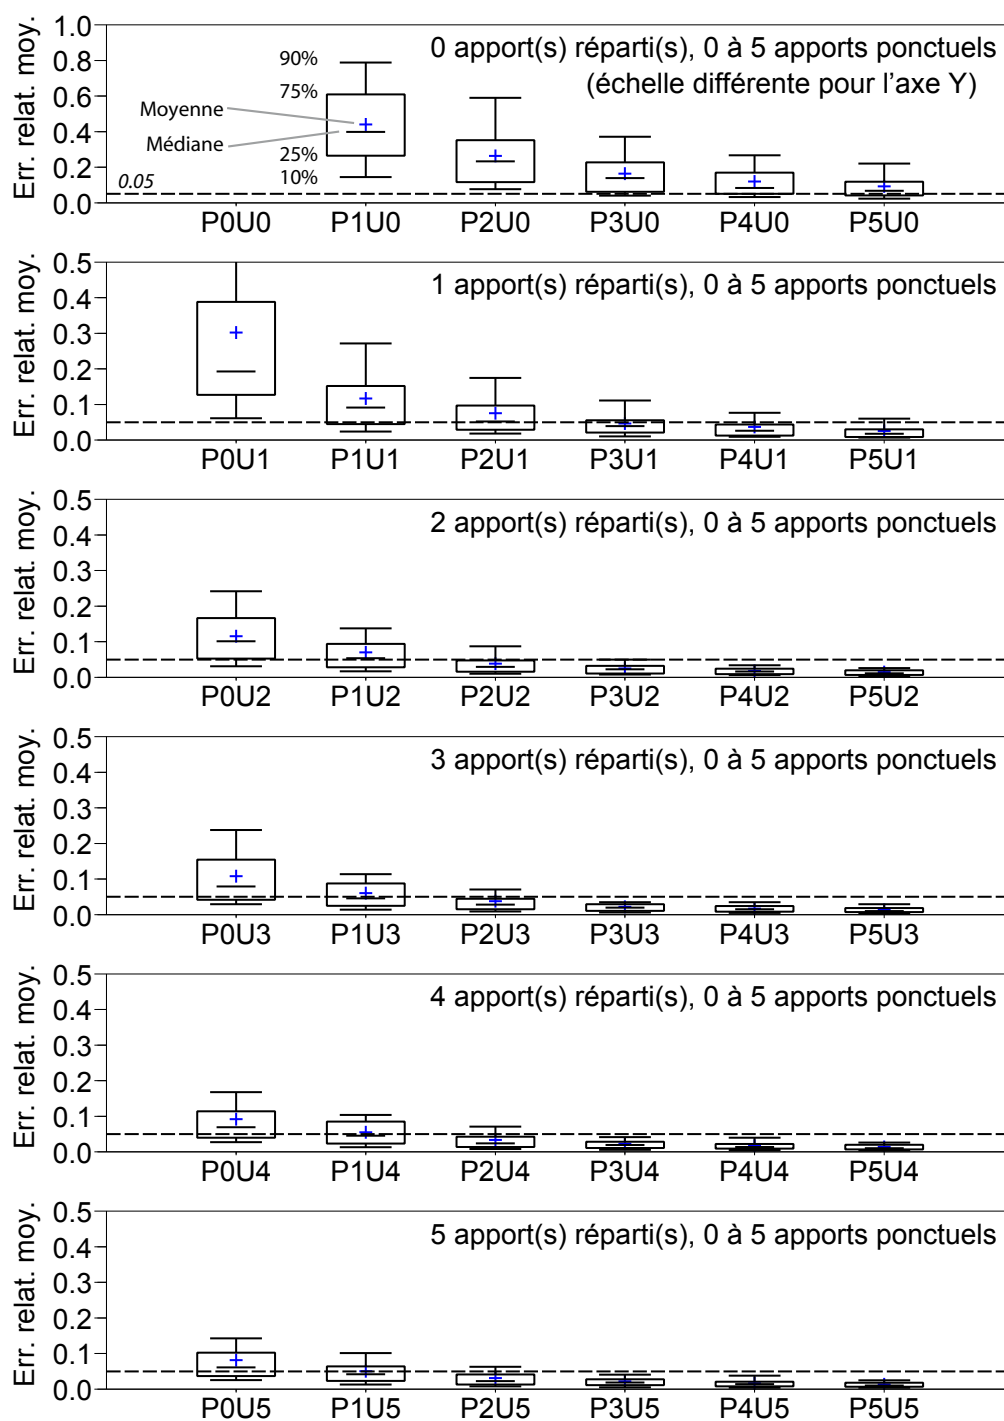 Err. relat. moy.
1.0
0.8
0.6
0.4
0.2
0.0
0 apport(s) réparti(s), 0 à 5 apports ponctuels
(échelle différente pour l'axe Y)
90%
75%
Moyenne
Médiane
25%
10%
0.05
P0U0 P1U0 P2U0 P3U0 P4U0 P5U0
Err. relat. moy.
0.5
0.4
0.3
0.2
0.1
0.0
1 apport(s) réparti(s), 0 à 5 apports ponctuels
P0U1 P1U1 P2U1 P3U1 P4U1 P5U1
Err. relat. moy.
0.5
0.4
0.3
0.2
0.1
0.0
2 apport(s) réparti(s), 0 à 5 apports ponctuels
P0U2 P1U2 P2U2 P3U2 P4U2 P5U2
Err. relat. moy.
0.5
0.4
0.3
0.2
0.1
0.0
3 apport(s) réparti(s), 0 à 5 apports ponctuels
P0U3 P1U3 P2U3 P3U3 P4U3 P5U3
Err. relat. moy.
0.5
0.4
0.3
0.2
0.1
0.0
4 apport(s) réparti(s), 0 à 5 apports ponctuels
P0U4 P1U4 P2U4 P3U4 P4U4 P5U4
Err. relat. moy.
0.5
0.4
0.3
0.2
0.1
0.0
5 apport(s) réparti(s), 0 à 5 apports ponctuels
P0U5 P1U5 P2U5 P3U5 P4U5 P5U5